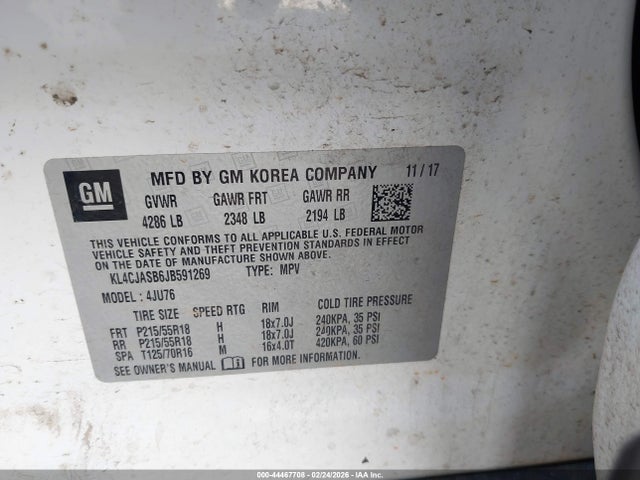 GM
MFD BY GM KOREA COMPANY 11/17
GVWR GAWR FRT GAWR RR
4286 LB 2348 LB 2194 LB
THIS VEHICLE CONFORMS TO ALL APPLICABLE U.S. FEDERAL MOTOR
VEHICLE SAFETY, BUMPER, AND THEFT PREVENTION STANDARDS IN EFFECT
ON THE DATE OF MANUFACTURE SHOWN ABOVE.
KL4CJASB6JB591269 TYPE: MPV
MODEL: 4JU76
TIRE SIZE SPEED RTG RIM COLD TIRE PRESSURE
FRT P215/55R18 H 18x7.0J 240KPA, 35 PSI
RR P215/55R18 H 18x7.0J 240KPA, 35 PSI
SPA T125/70R16 M 16x4.0T 420KPA, 60 PSI
SEE OWNER'S MANUAL FOR MORE INFORMATION.
000-44467708 - 02/24/2026 - COPYRIGHT IAA, LLC